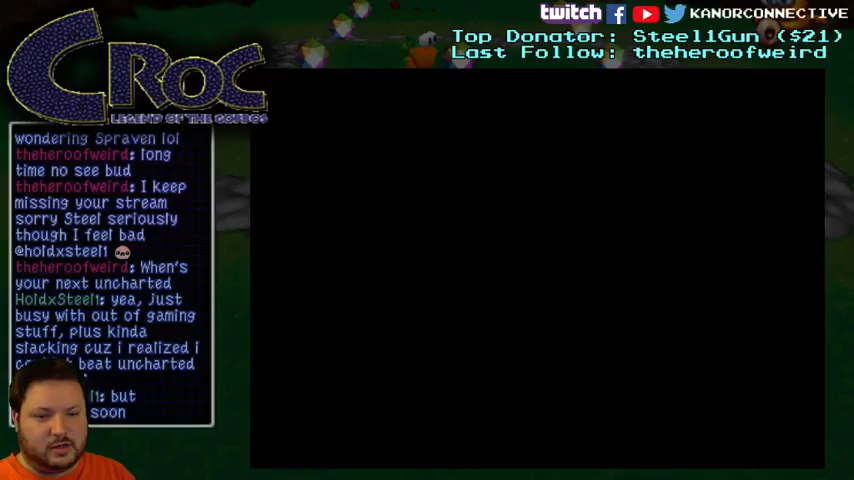 twitch KANORCONNECTIVE
Top Donator: Steel1Gun ($21)
Last Follow: theheroofweird
CROC
LEGEND OF THE GOBBOS
wondering Spraven lol
theheroofweird: long
time no see bud
theheroofweird: I keep
missing your stream
sorry Steel seriously
though I feel bad
@holdxsteel1
theheroofweird: When's
your next uncharted
HoldxSteel1: yea, just
busy with out of gaming
stuff, plus kinda
slacking cuz i realized i
beat uncharted
but
soon